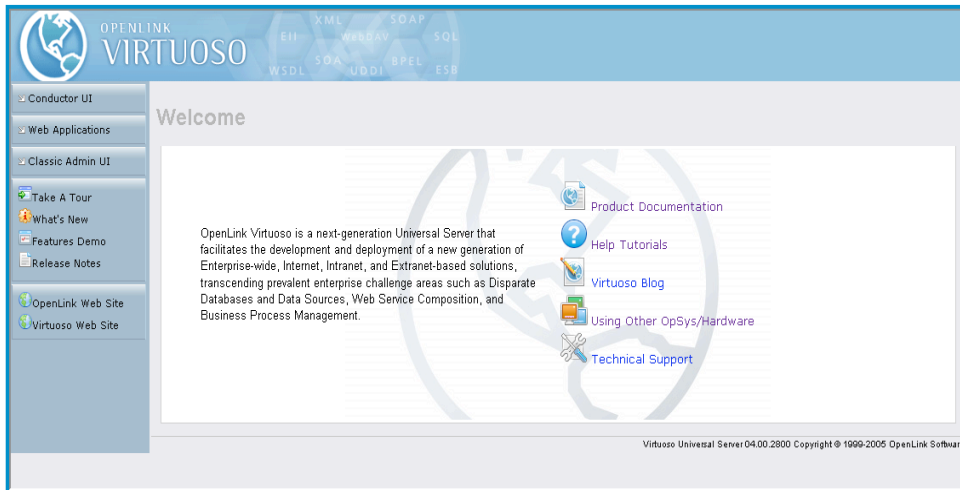 OPENLINK
VIRTUOSO
XML SOAP
EII WebDAV SQL
SOA BPEL
WSDL UDDI ESB
Conductor UI
Web Applications
Classic Admin UI
Take A Tour
What's New
Features Demo
Release Notes
OpenLink Web Site
Virtuoso Web Site
Welcome
OpenLink Virtuoso is a next-generation Universal Server that
facilitates the development and deployment of a new generation of
Enterprise-wide, Internet, Intranet, and Extranet-based solutions,
transcending prevalent enterprise challenge areas such as Disparate
Databases and Data Sources, Web Service Composition, and
Business Process Management.
Product Documentation
Help Tutorials
Virtuoso Blog
Using Other OpSys/Hardware
Technical Support
Virtuoso Universal Server 04.00.2800 Copyright © 1999-2005 OpenLink Softwar